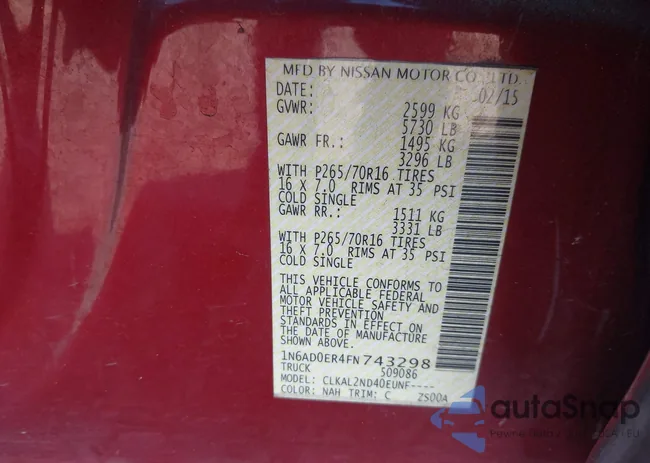 MFD BY NISSAN MOTOR CO., LTD.
DATE: 02/15
GVWR: 2599 KG
5730 LB
GAWR FR.: 1495 KG
3296 LB
WITH P265/70R16 TIRES
16 X 7.0 RIMS AT 35 PSI
COLD SINGLE
GAWR RR.: 1511 KG
3331 LB
WITH P265/70R16 TIRES
16 X 7.0 RIMS AT 35 PSI
COLD SINGLE
THIS VEHICLE CONFORMS TO
ALL APPLICABLE FEDERAL
MOTOR VEHICLE SAFETY AND
THEFT PREVENTION
STANDARDS IN EFFECT ON
THE DATE OF MANUFACTURE
SHOWN ABOVE.
1N6AD0ER4FN743298
TRUCK 509086
MODEL: CLKAL2ND40EUNF----
COLOR: NAH TRIM: C ZS00A
autoSnap